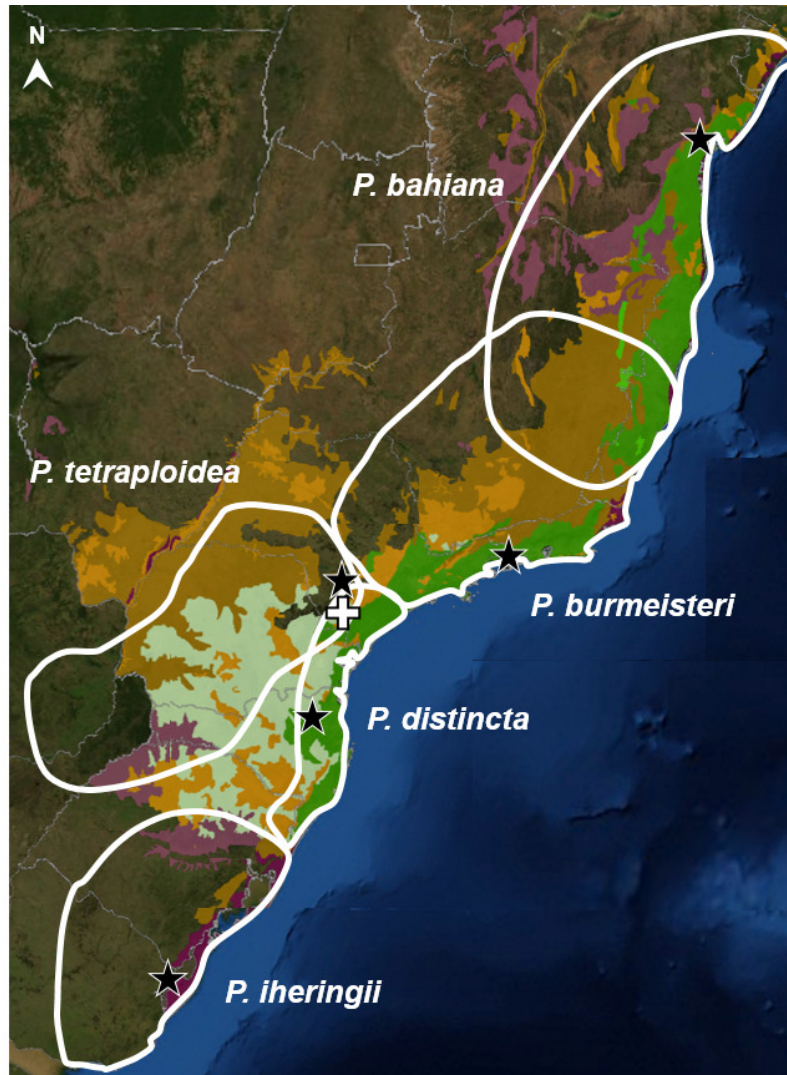 N
P. bahiana
P. tetraploidea
P. burmeisteri
P. distincta
P. iheringii